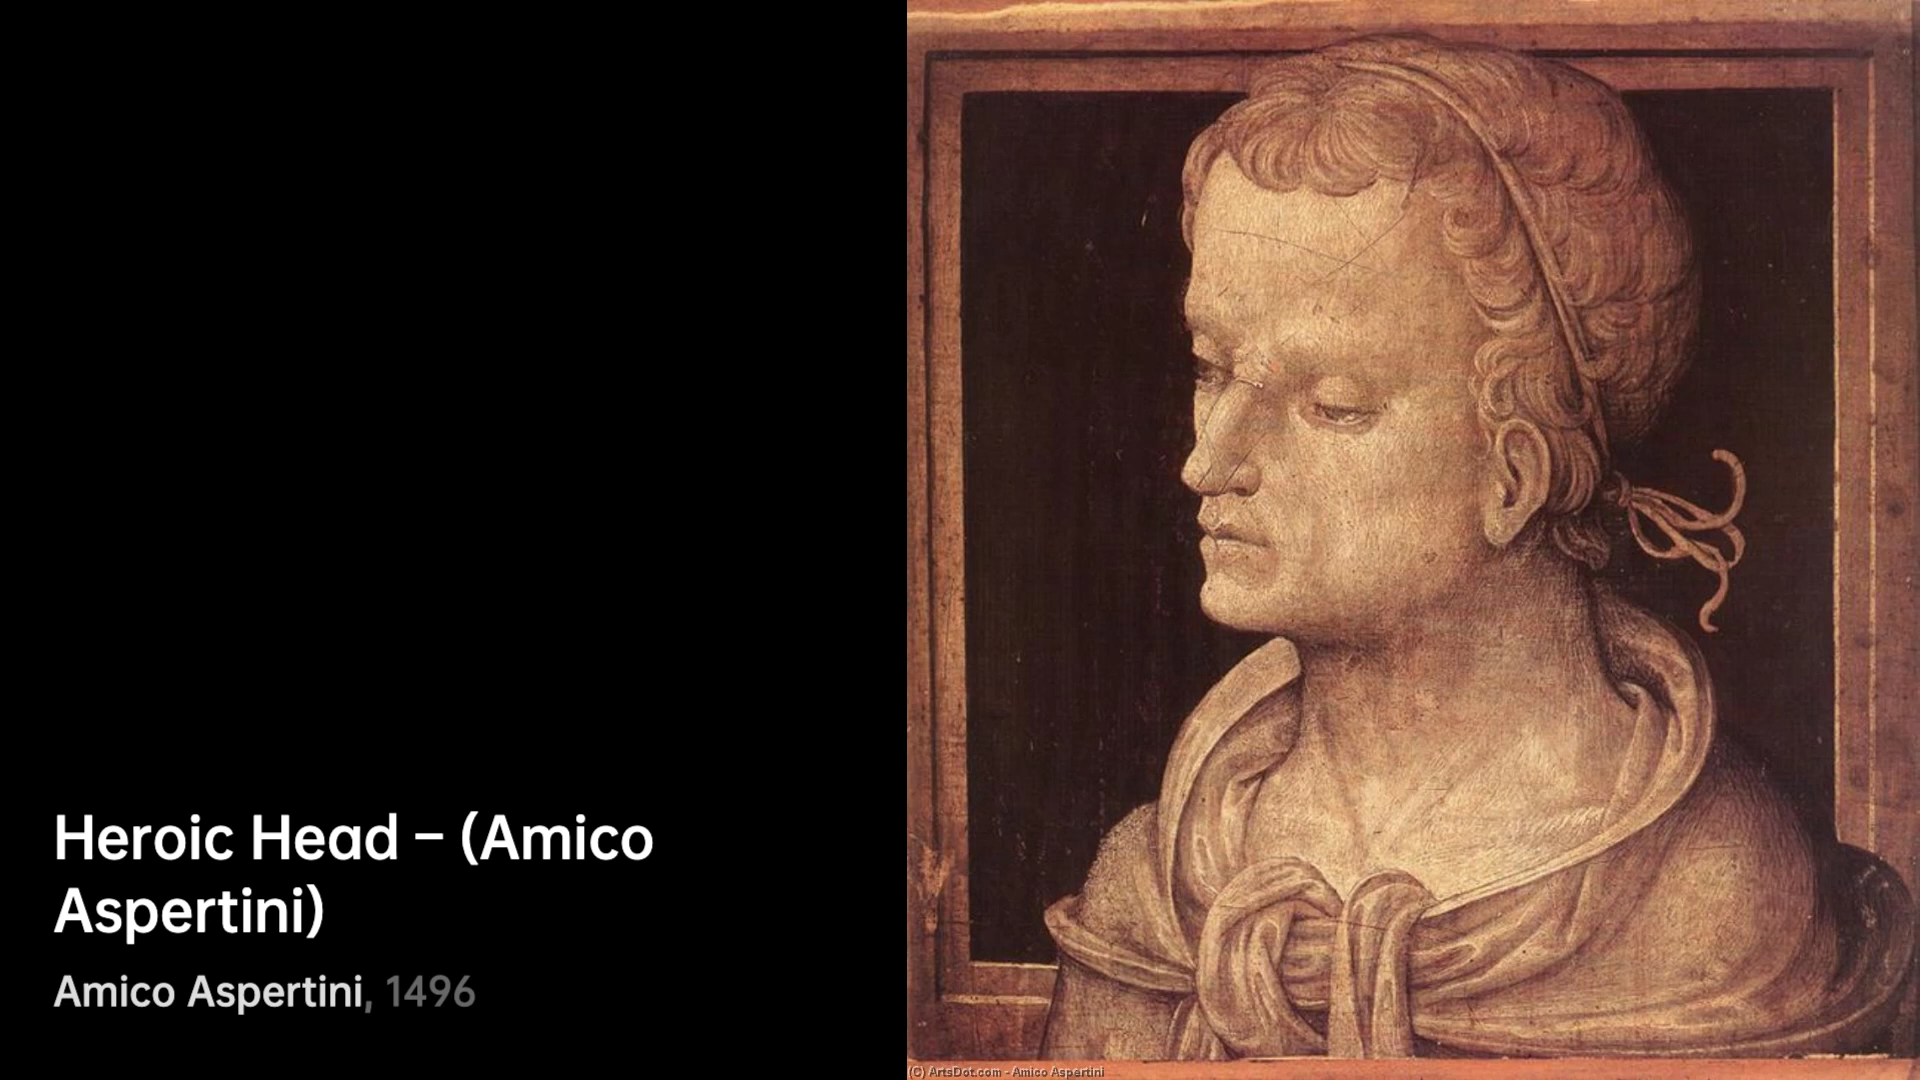 Heroic Head – (Amico
Aspertini)
Amico Aspertini, 1496
(C) ArtsDot.com - Amico Aspertini